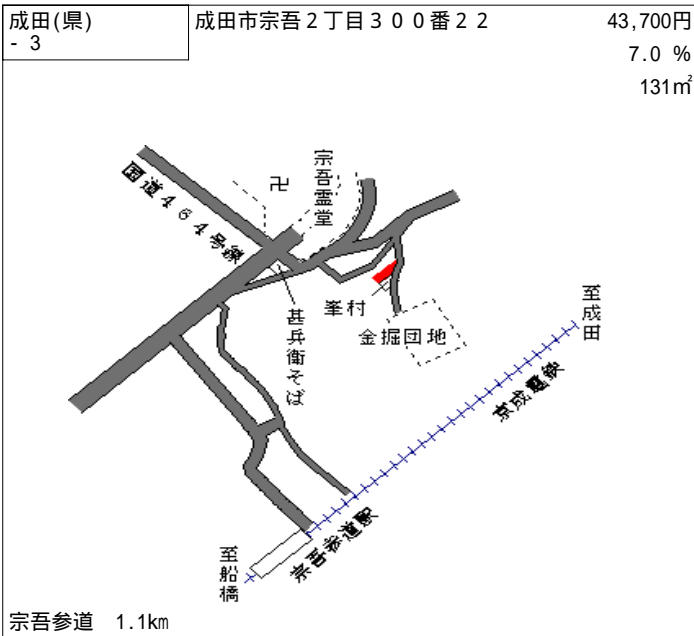 成田(県)
- 3
成田市宗吾２丁目３００番２２
43,700円
7.0 %
131㎡
宗吾霊堂
卍
国道464号線
甚兵衛そば
峯村
金掘団地
至成田
京成電鉄
宗吾参道駅
至船橋
宗吾参道 1.1km